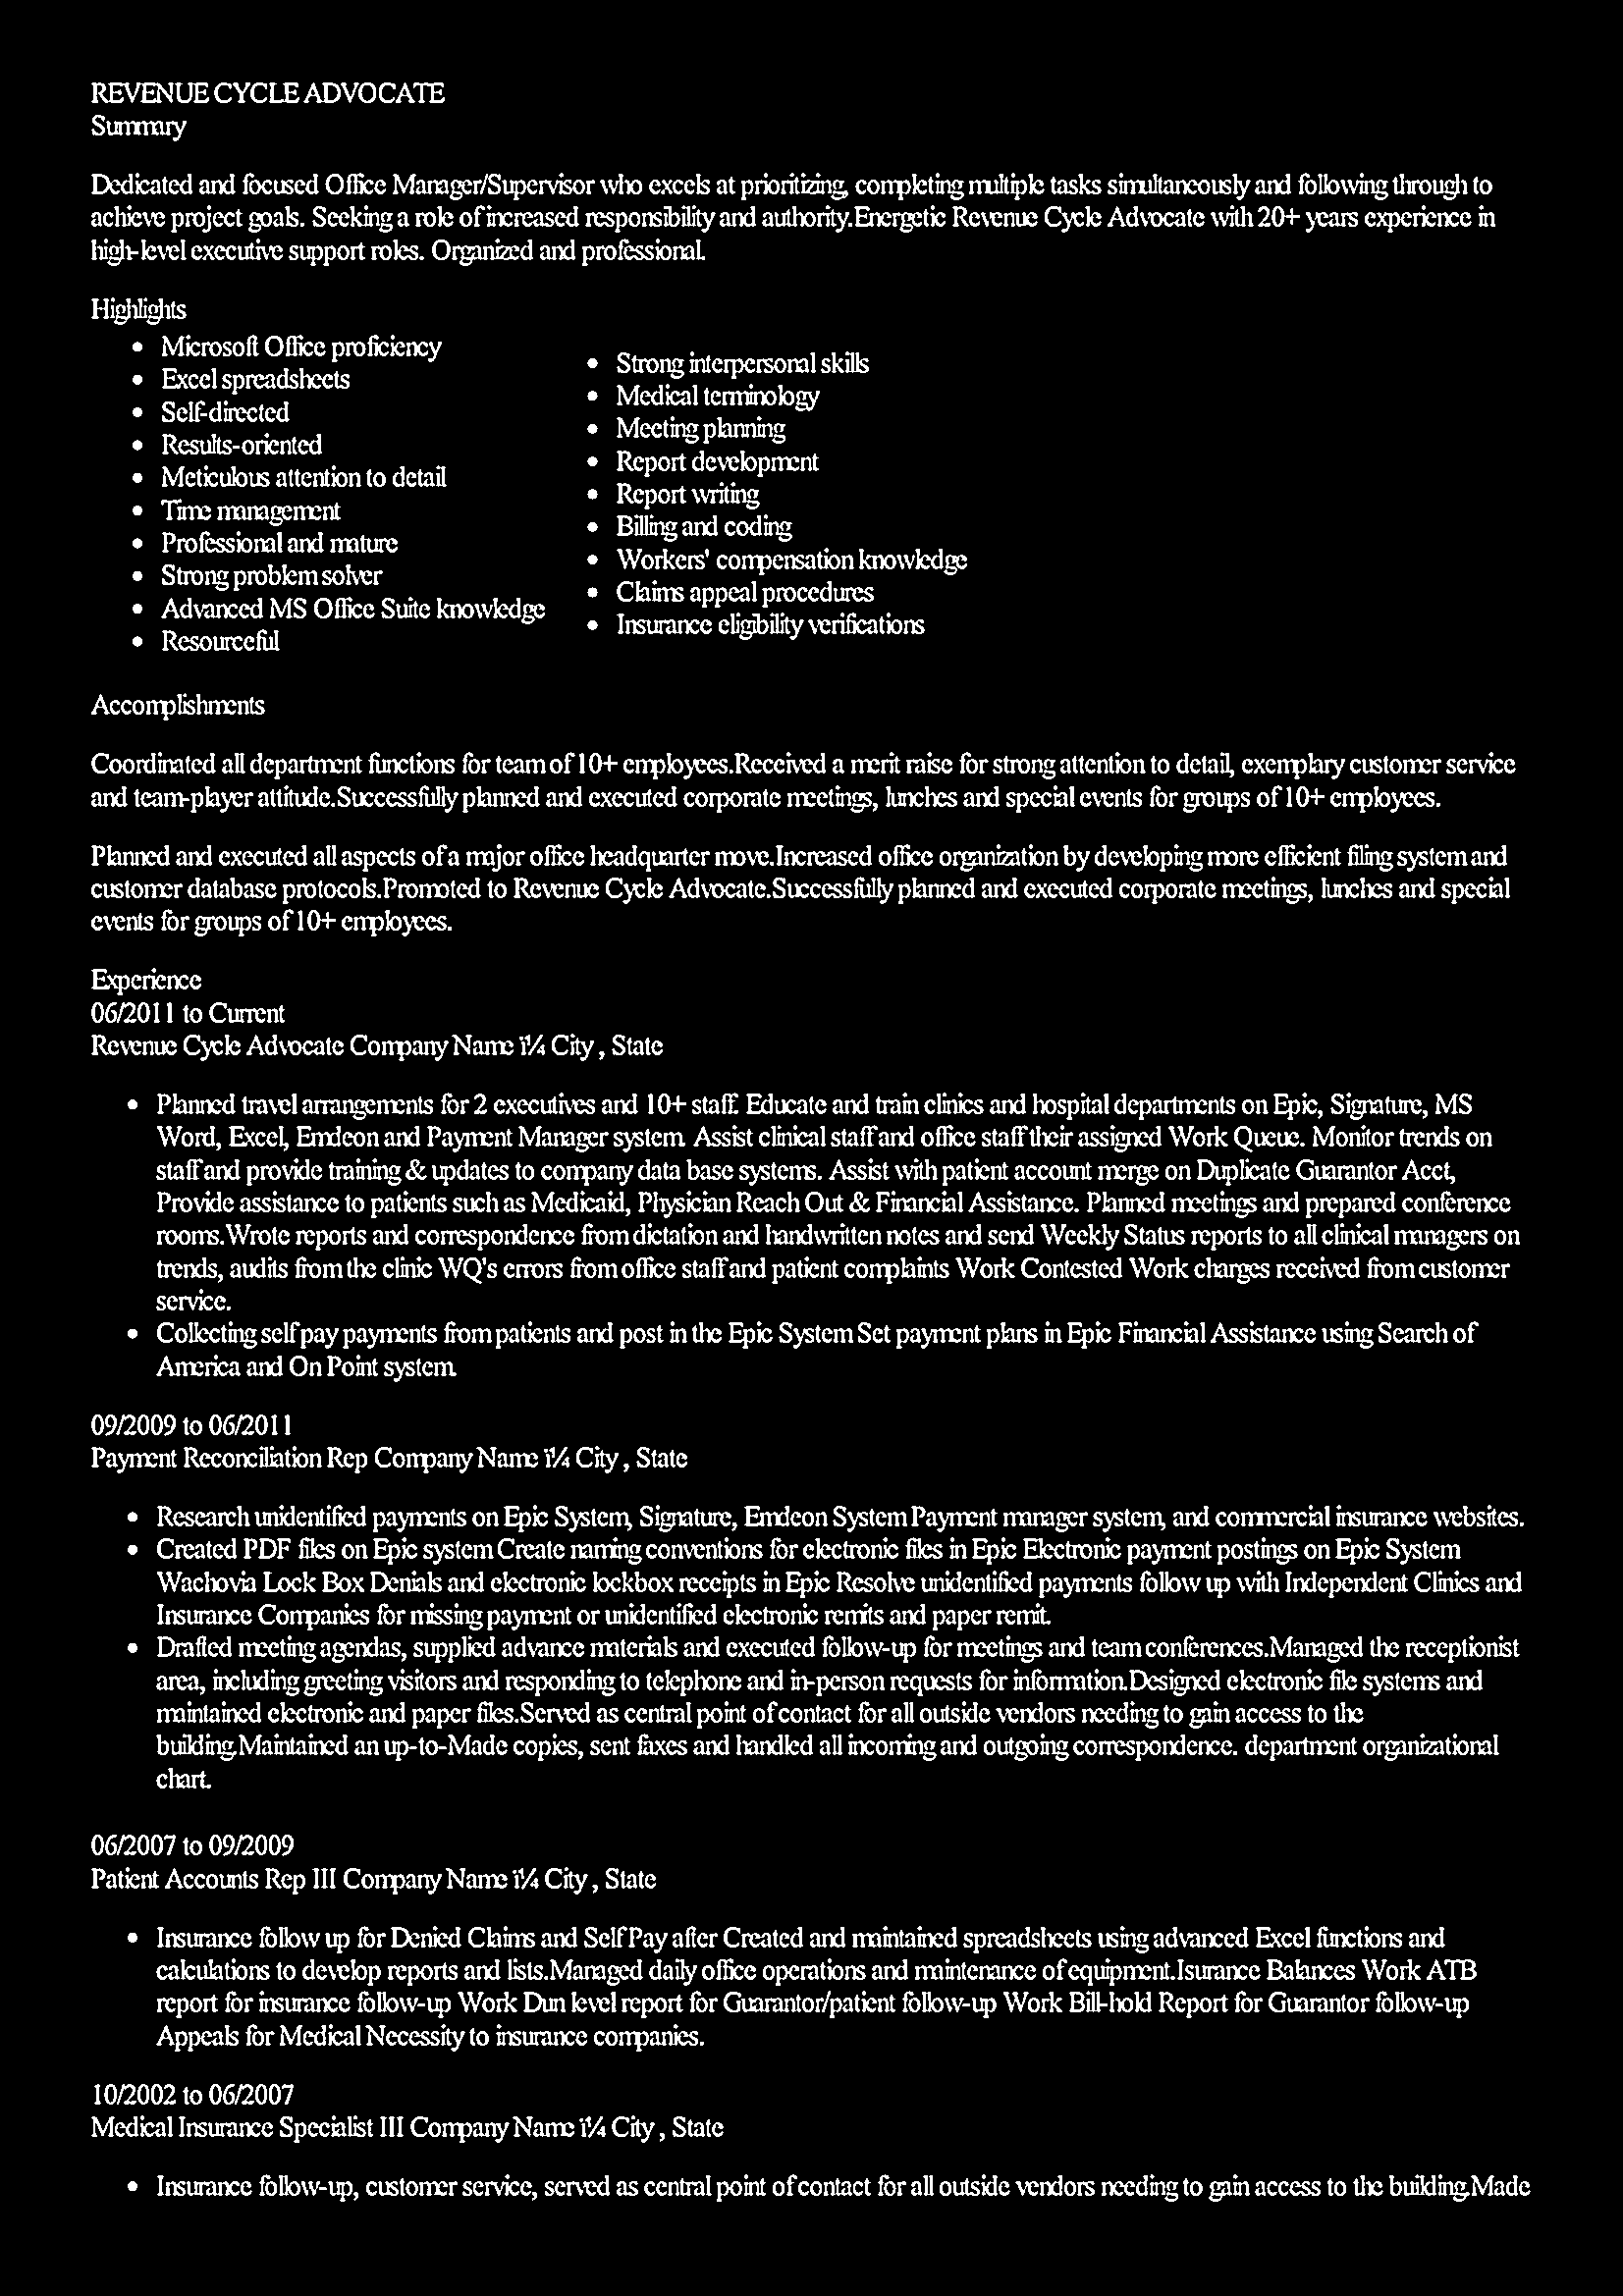 REVENUE CYCLE ADVOCATE
Summary
Dedicated and focused Office Manager/Supervisor who excels at prioritizing, completing multiple tasks simultaneously and following through to
achieve project goals. Seeking a role of increased responsibility and authority.Energetic Revenue Cycle Advocate with 20+ years experience in
high-level executive support roles. Organized and professional.
Highlights
• Microsoft Office proficiency
• Excel spreadsheets
• Self-directed
• Results-oriented
• Meticulous attention to detail
• Time management
• Professional and mature
• Strong problem solver
• Advanced MS Office Suite knowledge
• Resourceful
• Strong interpersonal skills
• Medical terminology
• Meeting planning
• Report development
• Report writing
• Billing and coding
• Workers' compensation knowledge
• Claims appeal procedures
• Insurance eligibility verifications
Accomplishments
Coordinated all department functions for team of 10+ employees.Received a merit raise for strong attention to detail, exemplary customer service
and team-player attitude.Successfully planned and executed corporate meetings, lunches and special events for groups of 10+ employees.
Planned and executed all aspects of a major office headquarter move.Increased office organization by developing more efficient filing system and
customer database protocols.Promoted to Revenue Cycle Advocate.Successfully planned and executed corporate meetings, lunches and special
events for groups of 10+ employees.
Experience
06/2011 to Current
Revenue Cycle Advocate Company Name ï¼ City , State
• Planned travel arrangements for 2 executives and 10+ staff. Educate and train clinics and hospital departments on Epic, Signature, MS
Word, Excel, Emdeon and Payment Manager system. Assist clinical staff and office staff their assigned Work Queue. Monitor trends on
staff and provide training & updates to company data base systems. Assist with patient account merge on Duplicate Guarantor Acct,
Provide assistance to patients such as Medicaid, Physician Reach Out & Financial Assistance. Planned meetings and prepared conference
rooms.Wrote reports and correspondence from dictation and handwritten notes and send Weekly Status reports to all clinical managers on
trends, audits from the clinic WQ's errors from office staff and patient complaints Work Contested Work charges received from customer
service.
• Collecting self pay payments from patients and post in the Epic System Set payment plans in Epic Financial Assistance using Search of
America and On Point system.
09/2009 to 06/2011
Payment Reconciliation Rep Company Name ï¼ City , State
• Research unidentified payments on Epic System, Signature, Emdeon System Payment manager system, and commercial insurance websites.
• Created PDF files on Epic system Create naming conventions for electronic files in Epic Electronic payment postings on Epic System
Wachovia Lock Box Denials and electronic lockbox receipts in Epic Resolve unidentified payments follow up with Independent Clinics and
Insurance Companies for missing payment or unidentified electronic remits and paper remit.
• Drafted meeting agendas, supplied advance materials and executed follow-up for meetings and team conferences.Managed the receptionist
area, including greeting visitors and responding to telephone and in-person requests for information.Designed electronic file systems and
maintained electronic and paper files.Served as central point of contact for all outside vendors needing to gain access to the
building.Maintained an up-to-Made copies, sent faxes and handled all incoming and outgoing correspondence. department organizational
chart.
06/2007 to 09/2009
Patient Accounts Rep III Company Name ï¼ City , State
• Insurance follow up for Denied Claims and Self Pay after Created and maintained spreadsheets using advanced Excel functions and
calculations to develop reports and lists.Managed daily office operations and maintenance of equipment.Isurance Balances Work ATB
report for insurance follow-up Work Dun level report for Guarantor/patient follow-up Work Bill-hold Report for Guarantor follow-up
Appeals for Medical Necessity to insurance companies.
10/2002 to 06/2007
Medical Insurance Specialist III Company Name ï¼ City , State
• Insurance follow-up, customer service, served as central point of contact for all outside vendors needing to gain access to the building.Made